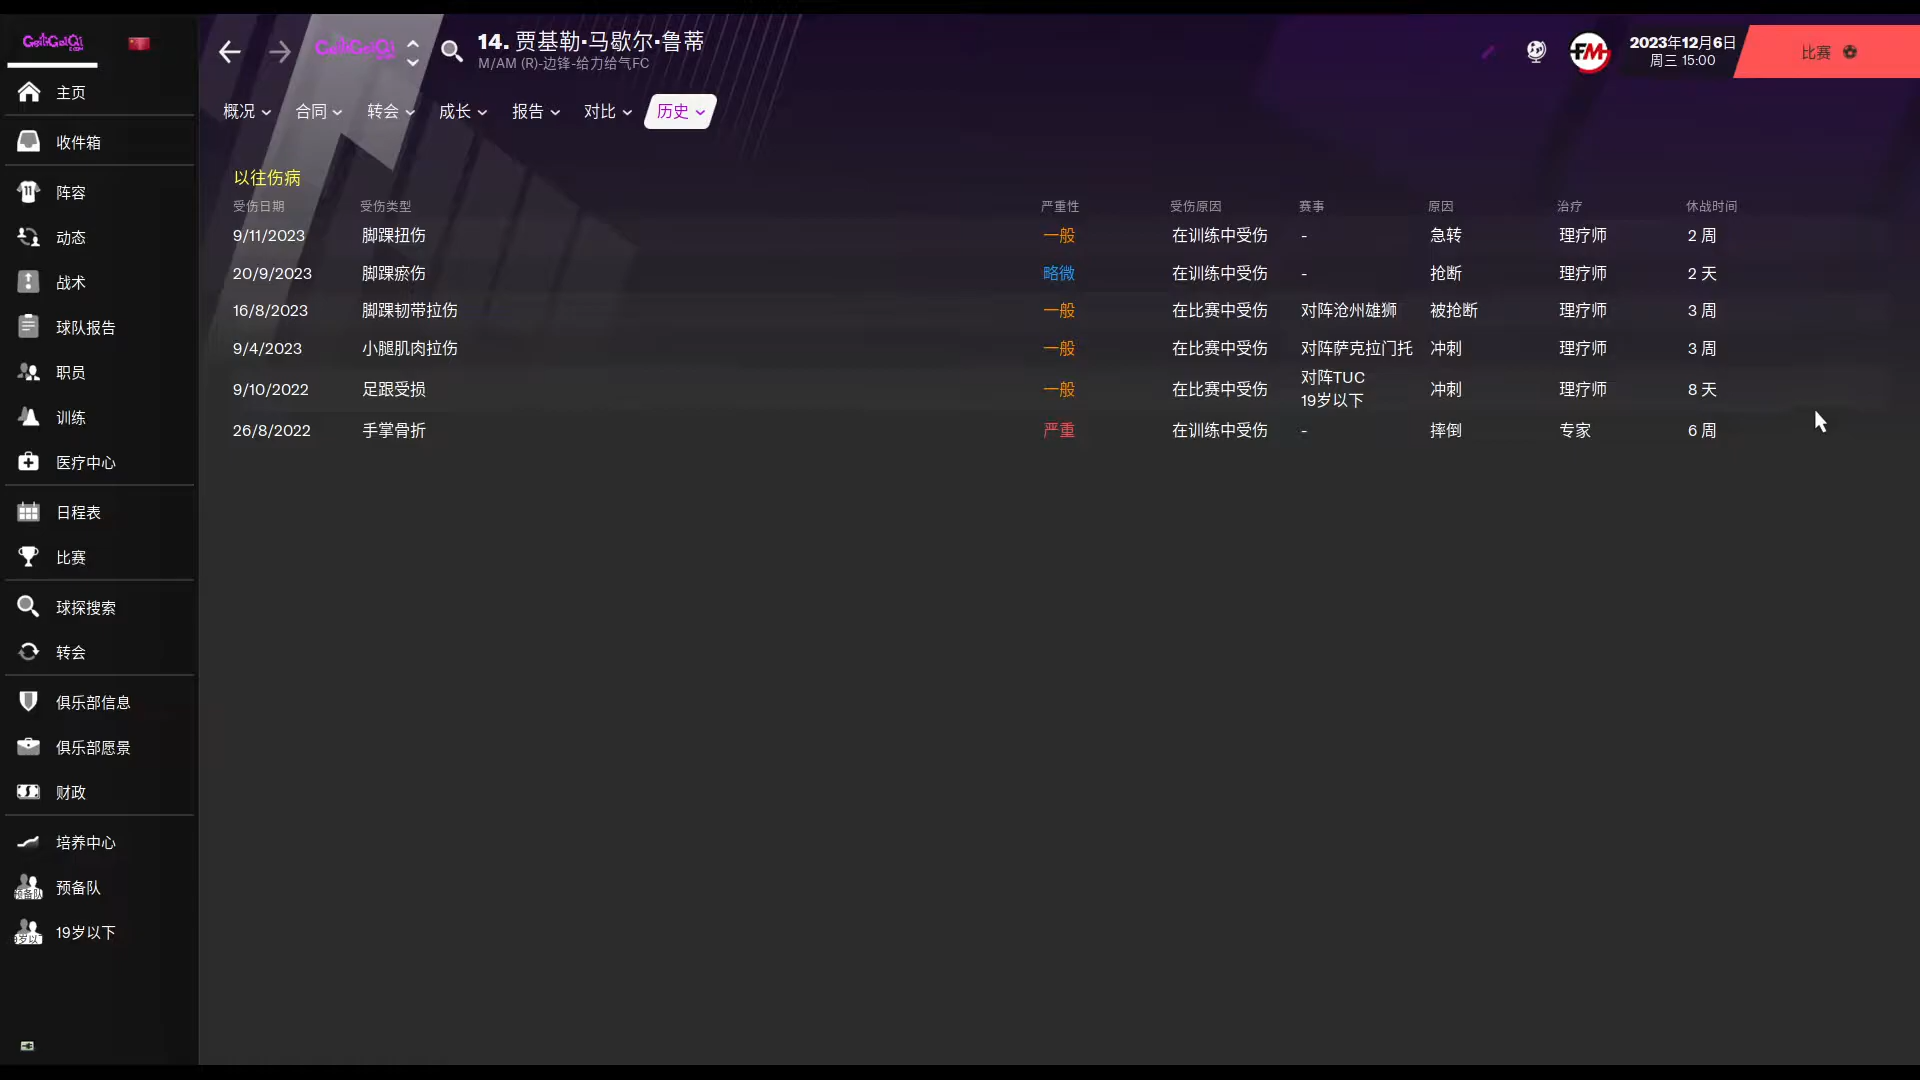 GeiliGeiQi
.COM
主页
收件箱
阵容
动态
战术
球队报告
职员
训练
医疗中心
日程表
比赛
球探搜索
转会
俱乐部信息
俱乐部愿景
财政
培养中心
预备队
19岁以下
14. 贾基勒·马歇尔·鲁蒂
M/AM (R)-边锋-给力给气FC
FM
2023年12月6日
周三 15:00
比赛
概况 合同 转会 成长 报告 对比 历史
以往伤病
受伤日期 受伤类型 严重性 受伤原因 赛事 原因 治疗 休战时间
9/11/2023 脚踝扭伤 一般 在训练中受伤 - 急转 理疗师 2 周
20/9/2023 脚踝瘀伤 略微 在训练中受伤 - 抢断 理疗师 2 天
16/8/2023 脚踝韧带拉伤 一般 在比赛中受伤 对阵沧州雄狮 被抢断 理疗师 3 周
9/4/2023 小腿肌肉拉伤 一般 在比赛中受伤 对阵萨克拉门托 冲刺 理疗师 3 周
9/10/2022 足跟受损 一般 在比赛中受伤 对阵TUC 19岁以下 冲刺 理疗师 8 天
26/8/2022 手掌骨折 严重 在训练中受伤 - 摔倒 专家 6 周